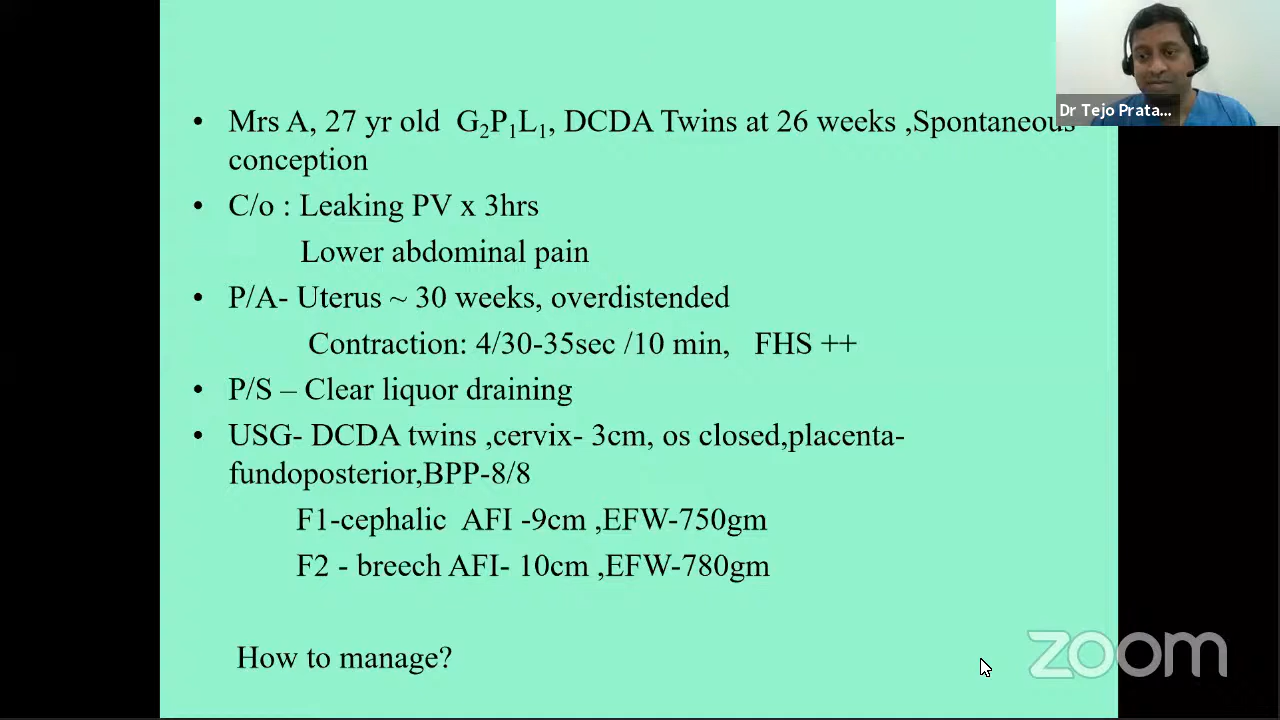 Dr Tejo Prata...
• Mrs A, 27 yr old G₂P₁L₁, DCDA Twins at 26 weeks ,Spontaneous
conception
• C/o : Leaking PV x 3hrs
Lower abdominal pain
• P/A- Uterus ~ 30 weeks, overdistended
Contraction: 4/30-35sec /10 min, FHS ++
• P/S – Clear liquor draining
• USG- DCDA twins ,cervix- 3cm, os closed,placenta-
fundoposterior,BPP-8/8
F1-cephalic AFI -9cm ,EFW-750gm
F2 - breech AFI- 10cm ,EFW-780gm
How to manage?
zoom